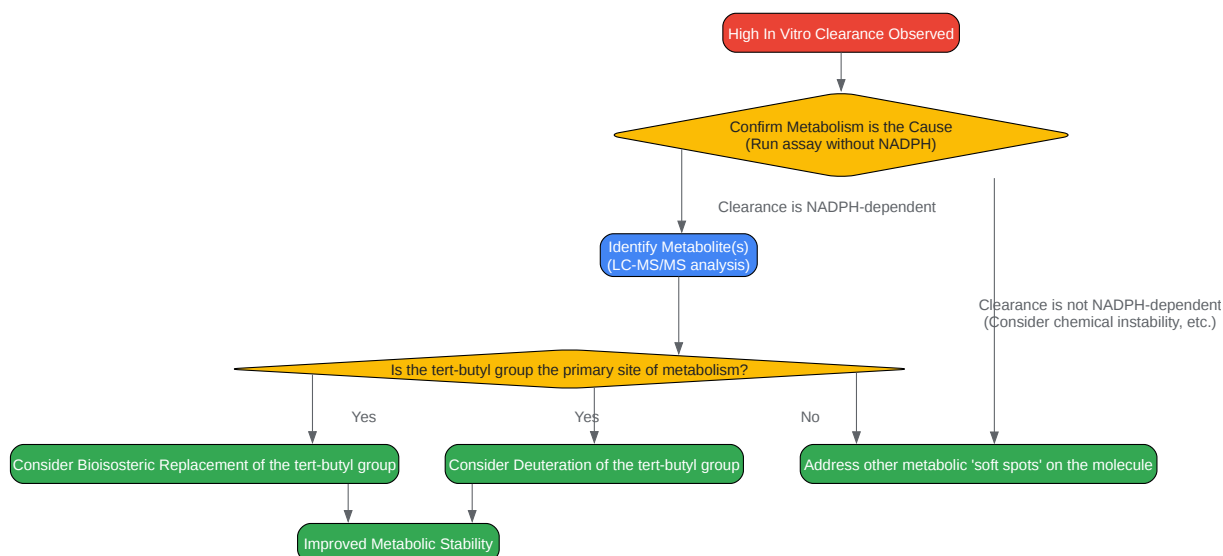 High In Vitro Clearance Observed
Confirm Metabolism is the Cause
(Run assay without NADPH)
Clearance is NADPH-dependent
Identify Metabolite(s)
(LC-MS/MS analysis)
Clearance is not NADPH-dependent
(Consider chemical instability, etc.)
Is the tert-butyl group the primary site of metabolism?
Yes
Yes
No
Consider Bioisosteric Replacement of the tert-butyl group
Consider Deuteration of the tert-butyl group
Address other metabolic 'soft spots' on the molecule
Improved Metabolic Stability